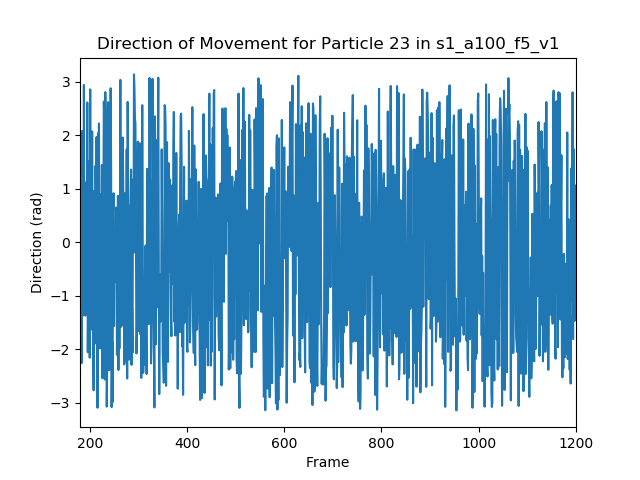 Direction of Movement for Particle 23 in s1_a100_f5_v1
3
2
1
0
−1
−2
−3
Direction (rad)
200 400 600 800 1000 1200
Frame